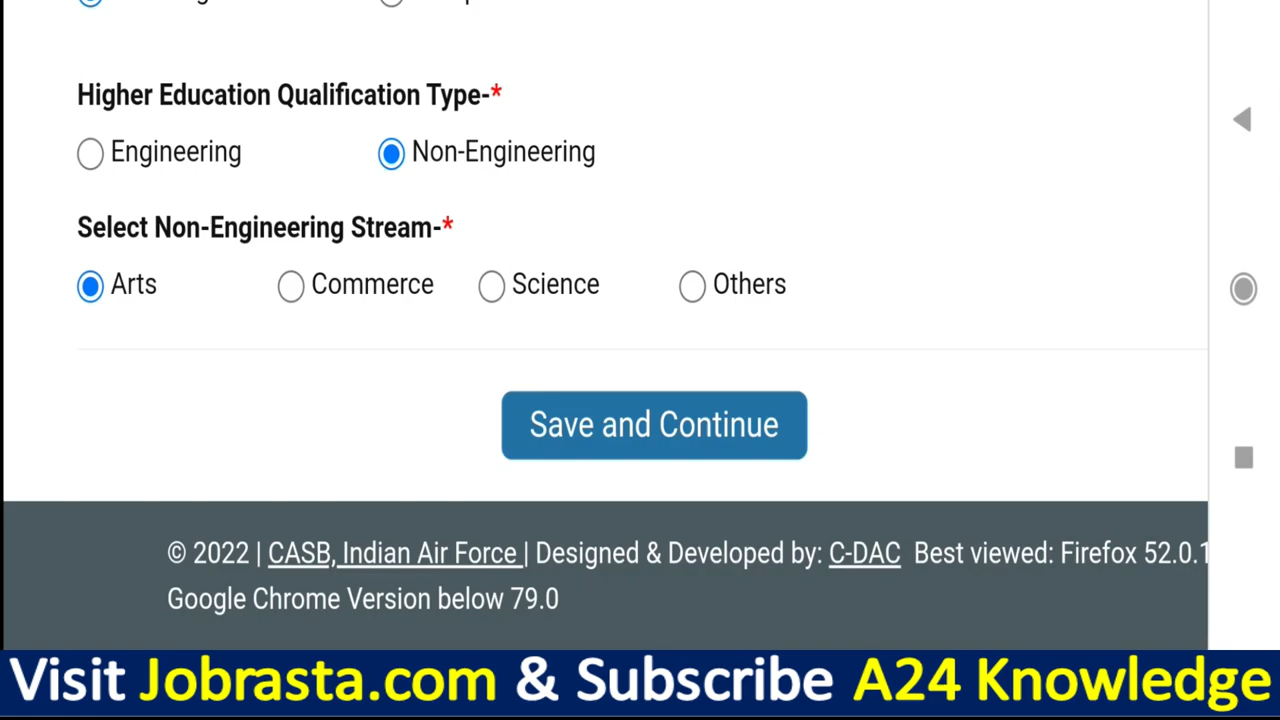 Higher Education Qualification Type-*
Engineering Non-Engineering
Select Non-Engineering Stream-*
Arts Commerce Science Others
Save and Continue
© 2022 | CASB, Indian Air Force | Designed & Developed by: C-DAC Best viewed: Firefox 52.0.1
Google Chrome Version below 79.0
Visit Jobrasta.com & Subscribe A24 Knowledge